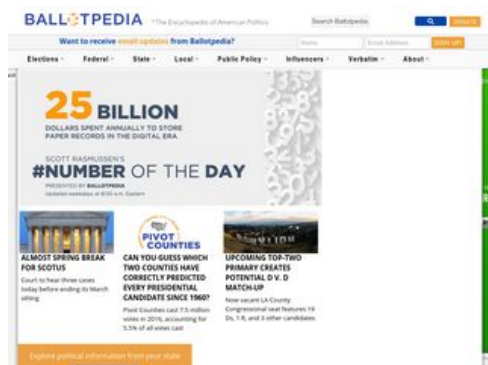 BALLOTPEDIA "The Encyclopedia of American Politics Search Ballotpedia DONATE
Want to receive email updates from Ballotpedia? Name Email Address SIGN UP!
Elections Federal State Local Public Policy Influencers Verbatim About
25 BILLION
DOLLARS SPENT ANNUALLY TO STORE
PAPER RECORDS IN THE DIGITAL ERA
SCOTT RASMUSSEN'S
#NUMBER OF THE DAY
PRESENTED BY BALLOTPEDIA
Updated weekdays at 8:00 a.m. Eastern
ALMOST SPRING BREAK
FOR SCOTUS
Court to hear three cases
today before ending its March
sitting
PIVOT
COUNTIES
CAN YOU GUESS WHICH
TWO COUNTIES HAVE
CORRECTLY PREDICTED
EVERY PRESIDENTIAL
CANDIDATE SINCE 1960?
Pivot Counties cast 7.5 million
votes in 2016, accounting for
5.5% of all votes cast
UPCOMING TOP-TWO
PRIMARY CREATES
POTENTIAL D V. D
MATCH-UP
Now vacant LA County
Congressional seat features 19
Ds, 1-R, and 3 other candidates
Explore political information from your state